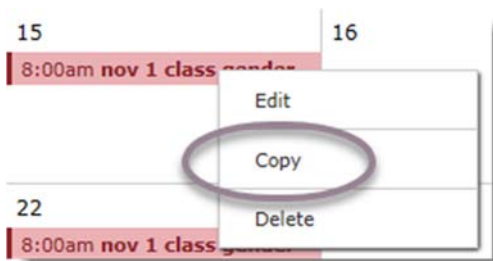 15 16
8:00am nov 1 class gender
Edit
Copy
22
Delete
8:00am nov 1 class gender